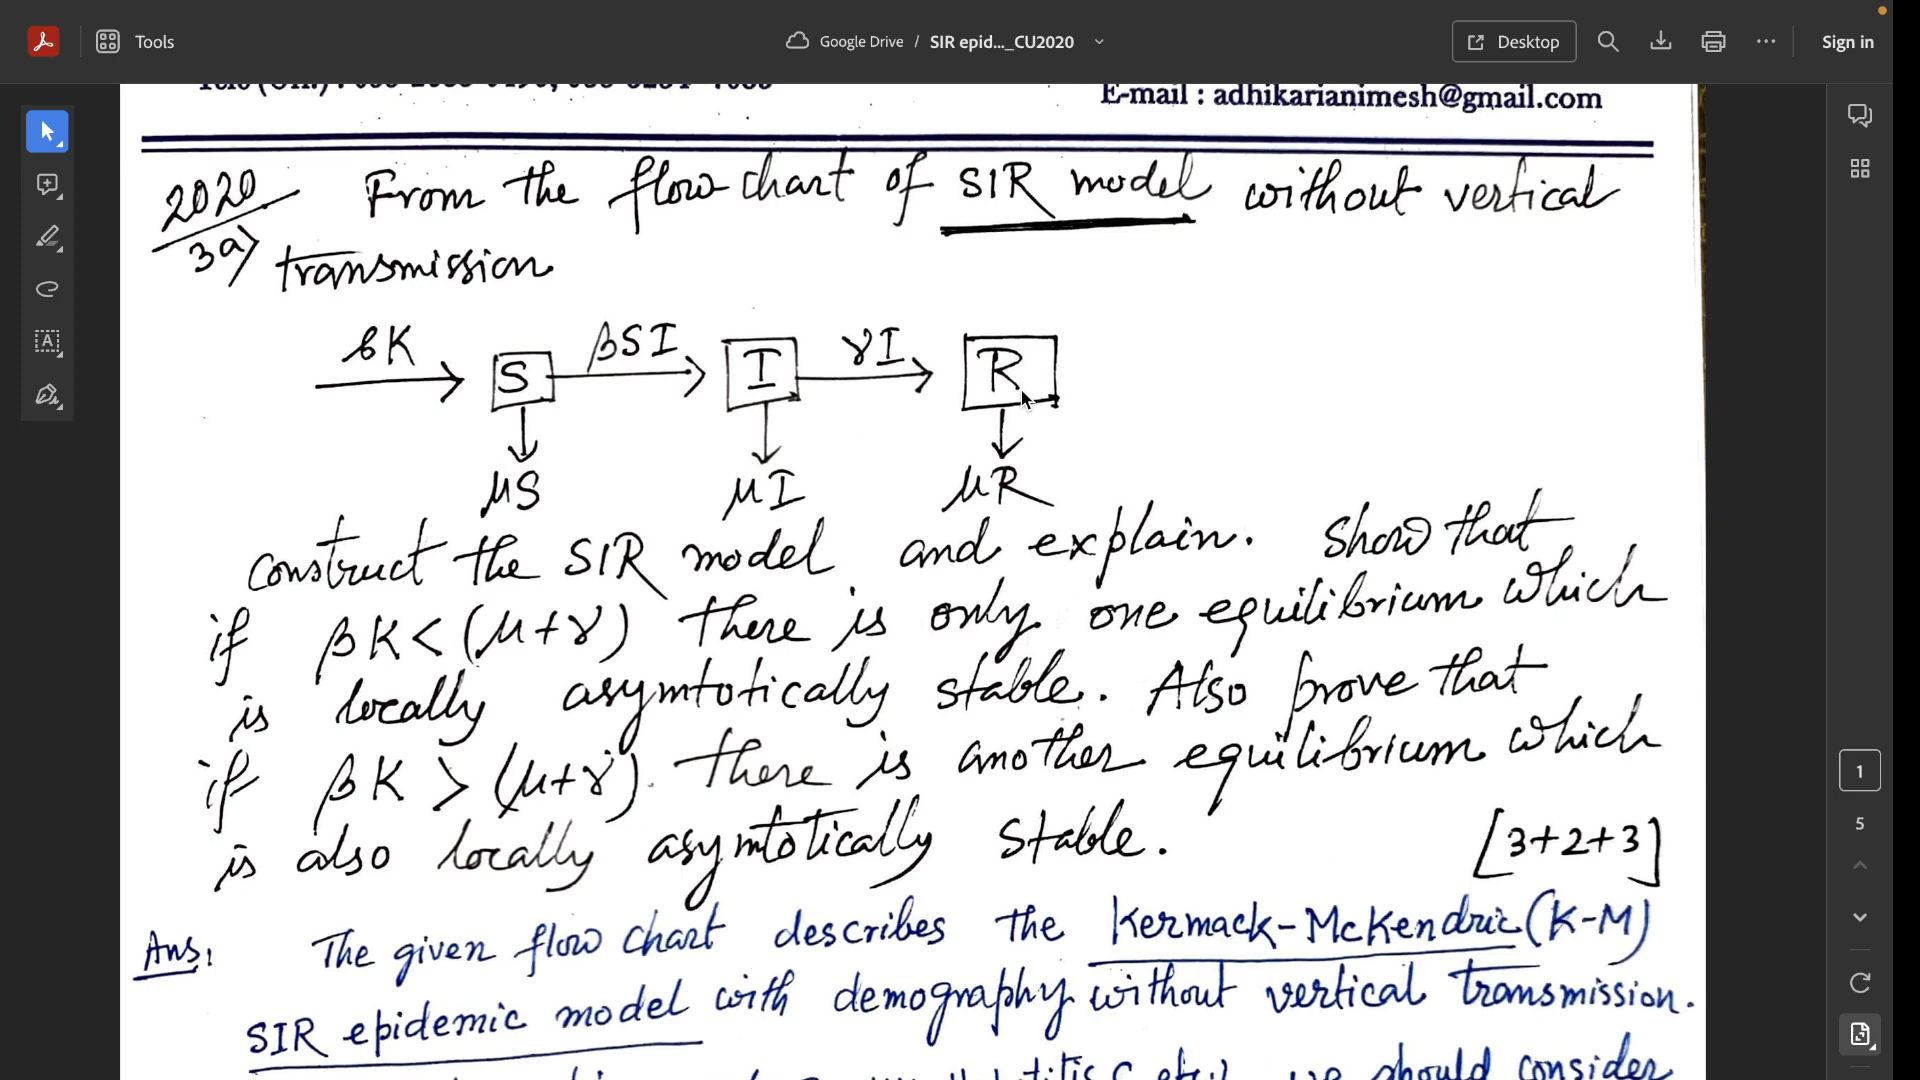 Tools
Google Drive / SIR epid..._CU2020
Desktop
Sign in
E-mail : adhikarianimesh@gmail.com
2020 From the flow chart of SIR model without vertical
3a) transmission
bK βSI γI
S I R
μS μI μR
construct the SIR model and explain. Show that
if βK < (μ+γ) there is only one equilibrium which
is locally asymtotically stable. Also prove that
if βK > (μ+γ). there is another equilibrium which
is also locally asymtotically stable. [3+2+3]
Ans: The given flow chart describes the Kermack-McKendric (K-M)
SIR epidemic model with demography without vertical transmission.
we should consider
1
5